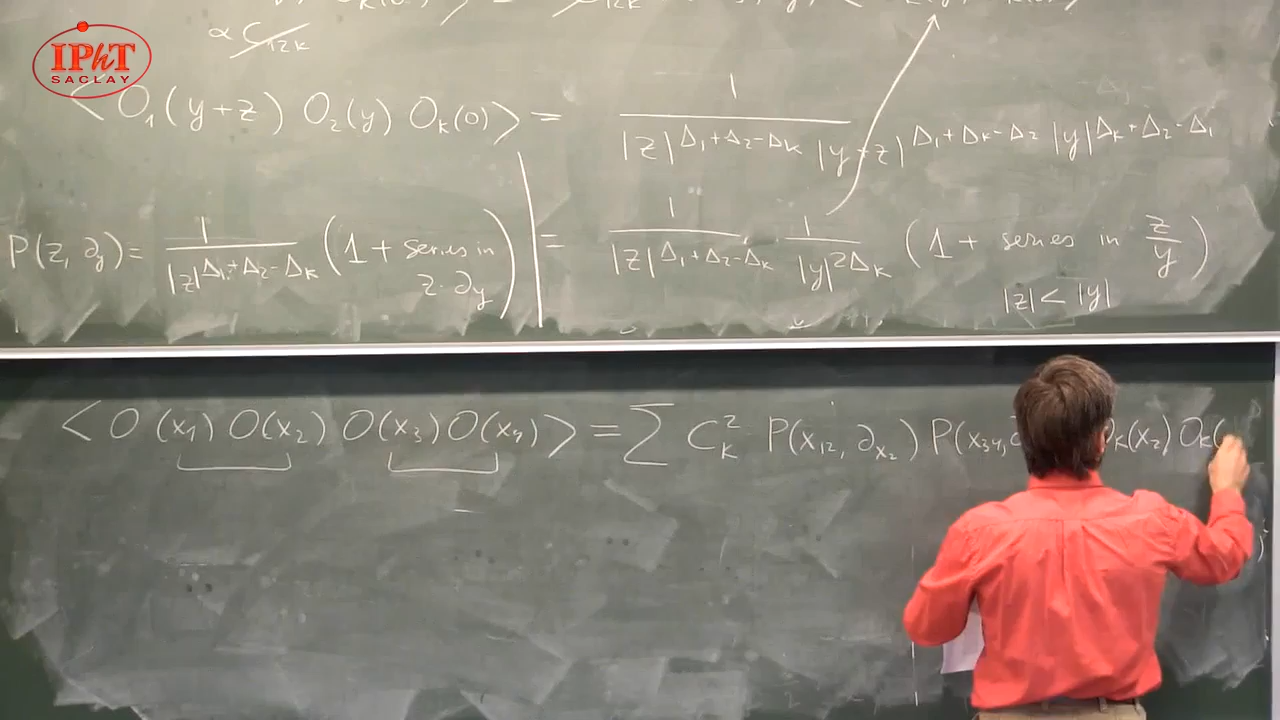 IPhT
SACLAY
∝ C₁₂ₖ
< O₁(y+z) O₂(y) Oₖ(0) > = 1 / |z|^{Δ₁+Δ₂-Δₖ} |y+z|^{Δ₁+Δₖ-Δ₂} |y|^{Δₖ+Δ₂-Δ₁}
P(z, ∂_y) = 1 / |z|^{Δ₁+Δ₂-Δₖ} (1 + series in z·∂_y)
= 1 / |z|^{Δ₁+Δ₂-Δₖ} · 1 / |y|^{2Δₖ} (1 + series in z/y)
|z| < |y|
< O(x₁) O(x₂) O(x₃) O(x₄) > = Σ Cₖ² P(x₁₂, ∂_{x₂}) P(x₃₄, Oₖ(x₂) Oₖ(